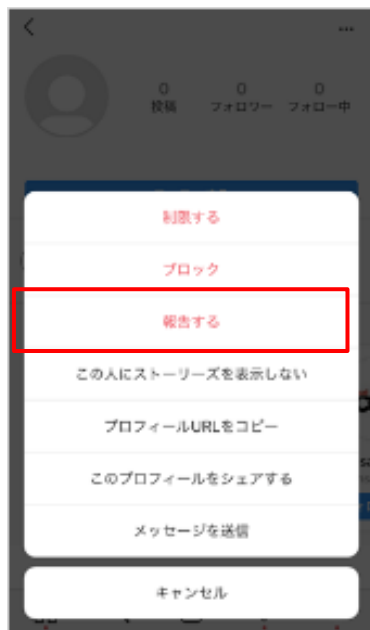 0 0 0
投稿 フォロワー フォロー中
制限する
ブロック
報告する
この人にストーリーズを表示しない
プロフィールURLをコピー
このプロフィールをシェアする
メッセージを送信
キャンセル